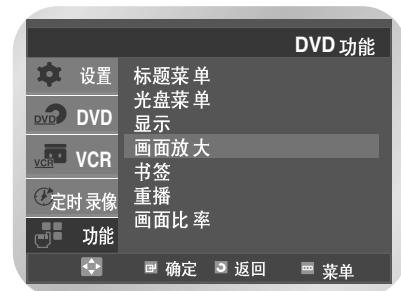 DVD 功能
设置
DVD
VCR
定时录像
功能
标题菜单
光盘菜单
显示
画面放大
书签
重播
画面比率
确定 返回 菜单